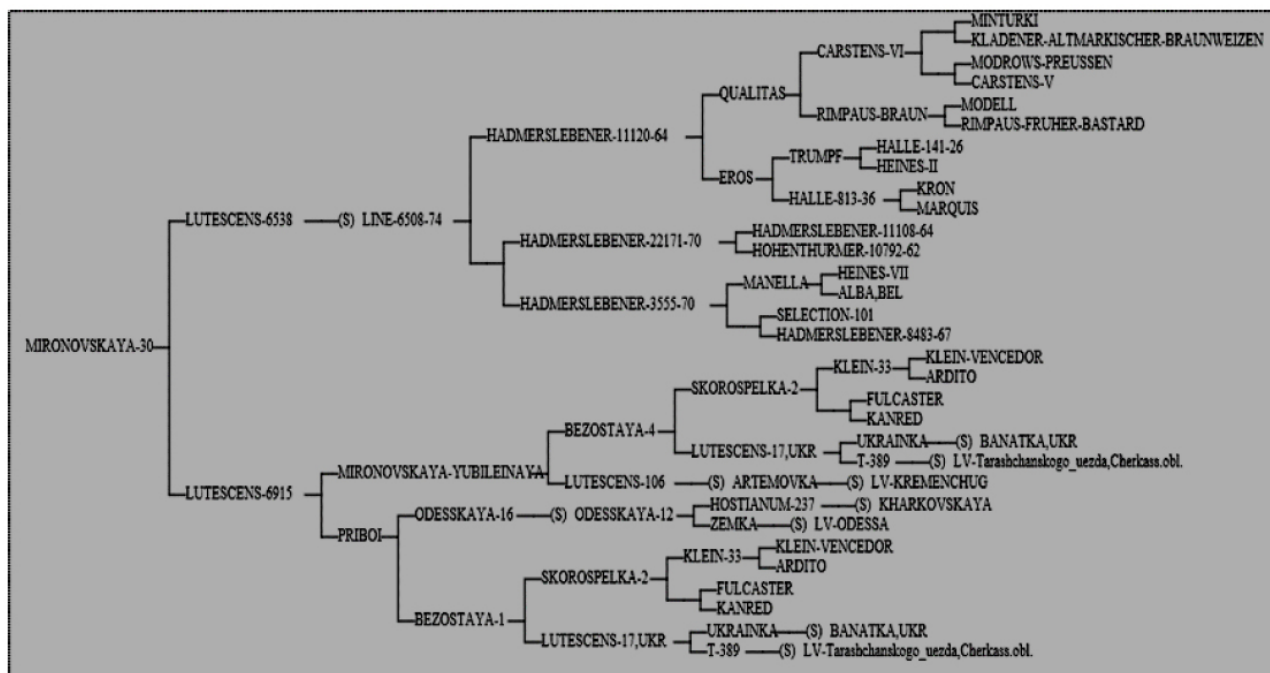 MINTURKI
KLADENER-ALTMARKISCHER-BRAUNWEIZEN
CARSTENS-VI
MODROWS-PREUSSEN
CARSTENS-V
QUALITAS
MODELL
RIMPAUS-BRAUN
RIMPAUS-FRUHER-BASTARD
HADMERSLEBENER-11120-64
HALLE-141-26
TRUMPF
HEINES-II
EROS
KRON
HALLE-813-36
MARQUIS
LUTESCENS-6538 (S) LINE-6508-74
HADMERSLEBENER-11108-64
HADMERSLEBENER-22171-70
HOHENTHURMER-10792-62
HEINES-VII
MANELLA
ALBA,BEL
HADMERSLEBENER-3555-70
SELECTION-101
HADMERSLEBENER-8483-67
MIRONOVSKAYA-30
KLEIN-VENCEDOR
KLEIN-33
ARDITO
SKOROSPELKA-2
FULCASTER
KANRED
BEZOSTAYA-4
UKRAINKA (S) BANATKA,UKR
LUTESCENS-17,UKR
T-389 (S) LV-Tarashchanskogo_uezda,Cherkass.obl.
MIRONOVSKAYA-YUBILEINAYA
LUTESCENS-106 (S) ARTEMOVKA (S) LV-KREMENCHUG
LUTESCENS-6915
HOSTIANUM-237 (S) KHARKOVSKAYA
ODESSKAYA-16 (S) ODESSKAYA-12
ZEMKA (S) LV-ODESSA
PRIBOI
KLEIN-VENCEDOR
KLEIN-33
ARDITO
SKOROSPELKA-2
FULCASTER
KANRED
BEZOSTAYA-1
UKRAINKA (S) BANATKA,UKR
LUTESCENS-17,UKR
T-389 (S) LV-Tarashchanskogo_uezda,Cherkass.obl.